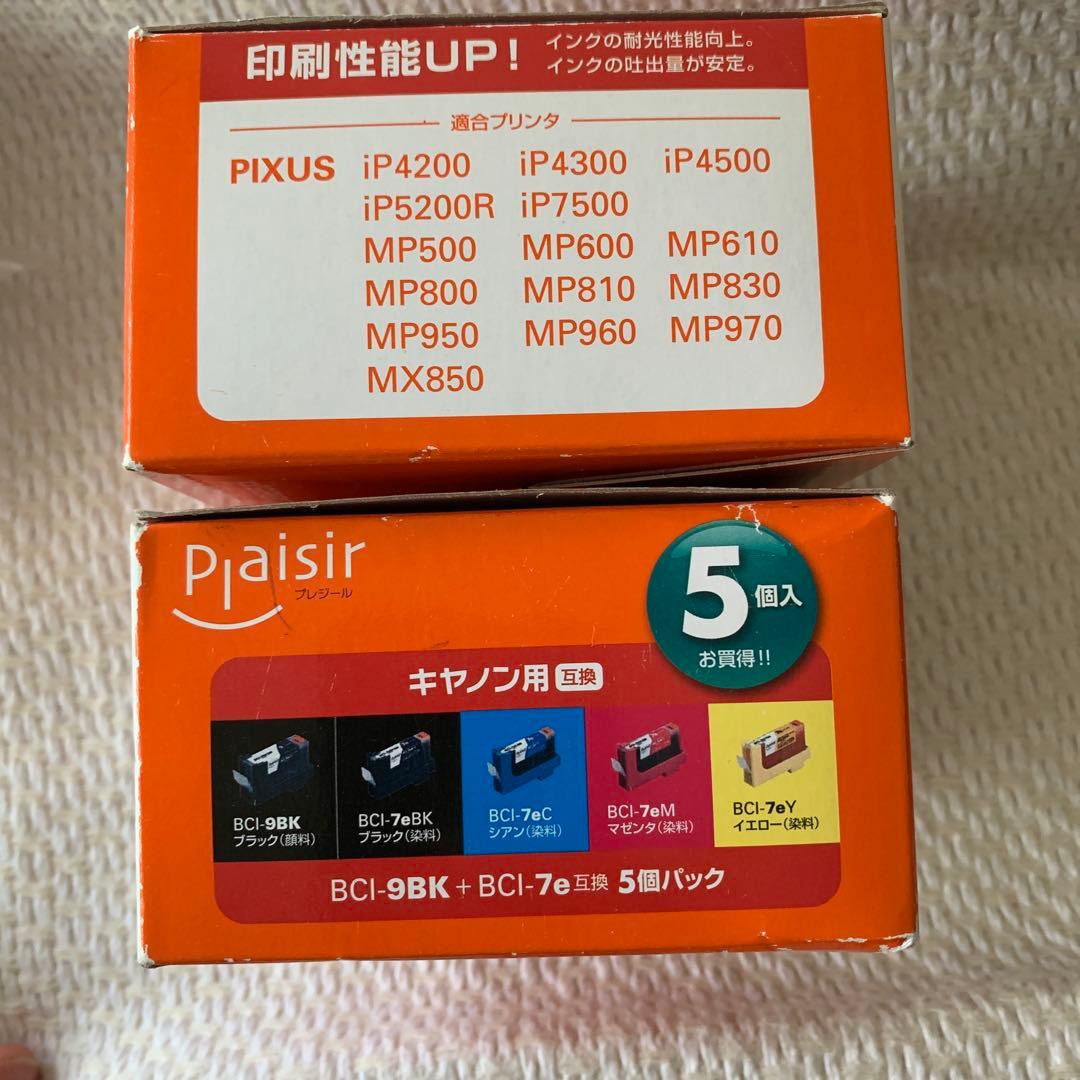 印刷性能UP!
インクの耐光性能向上。
インクの吐出量が安定。
適合プリンタ
PIXUS iP4200 iP4300 iP4500
iP5200R iP7500
MP500 MP600 MP610
MP800 MP810 MP830
MP950 MP960 MP970
MX850
Plaisir
プレジール
5個入
お買得!!
キヤノン用 互換
BCI-9BK
ブラック(顔料)
BCI-7eBK
ブラック(染料)
BCI-7eC
シアン(染料)
BCI-7eM
マゼンタ(染料)
BCI-7eY
イエロー(染料)
BCI-9BK+BCI-7e互換 5個パック